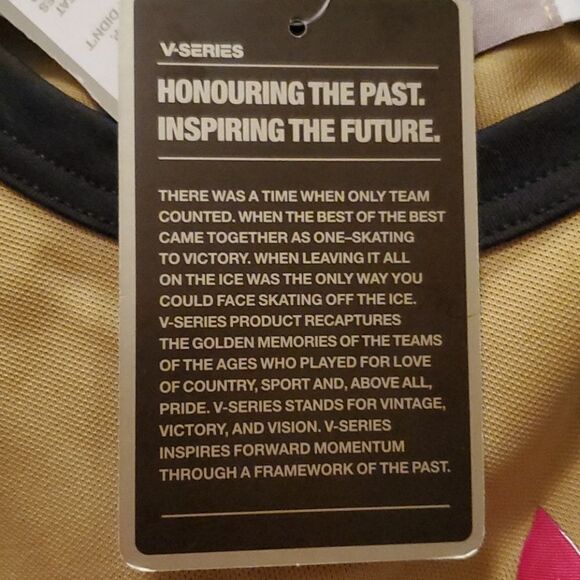 EAT
DIDN'T
V-SERIES
HONOURING THE PAST.
INSPIRING THE FUTURE.
THERE WAS A TIME WHEN ONLY TEAM
COUNTED. WHEN THE BEST OF THE BEST
CAME TOGETHER AS ONE–SKATING
TO VICTORY. WHEN LEAVING IT ALL
ON THE ICE WAS THE ONLY WAY YOU
COULD FACE SKATING OFF THE ICE.
V-SERIES PRODUCT RECAPTURES
THE GOLDEN MEMORIES OF THE TEAMS
OF THE AGES WHO PLAYED FOR LOVE
OF COUNTRY, SPORT AND, ABOVE ALL,
PRIDE. V-SERIES STANDS FOR VINTAGE,
VICTORY, AND VISION. V-SERIES
INSPIRES FORWARD MOMENTUM
THROUGH A FRAMEWORK OF THE PAST.